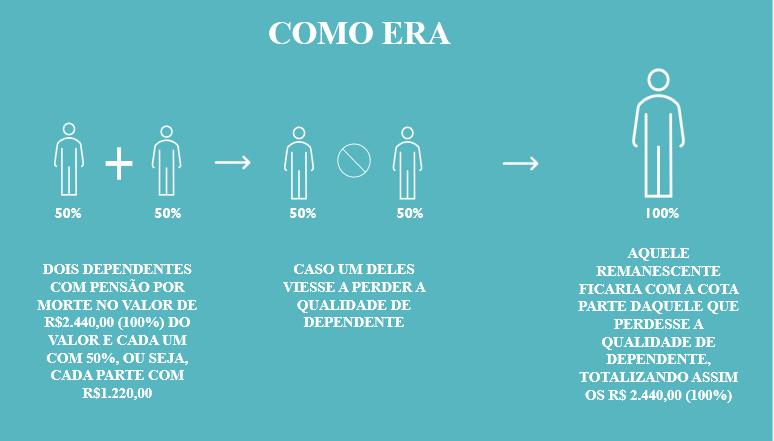 COMO ERA
50%
50%
50%
50%
100%
DOIS DEPENDENTES
COM PENSÃO POR
MORTE NO VALOR DE
R$2.440,00 (100%) DO
VALOR E CADA UM
COM 50%, OU SEJA,
CADA PARTE COM
R$1.220,00
CASO UM DELES
VIESSE A PERDER A
QUALIDADE DE
DEPENDENTE
AQUELE
REMANESCENTE
FICARIA COM A COTA
PARTE DAQUELE QUE
PERDESSE A
QUALIDADE DE
DEPENDENTE,
TOTALIZANDO ASSIM
OS R$ 2.440,00 (100%)